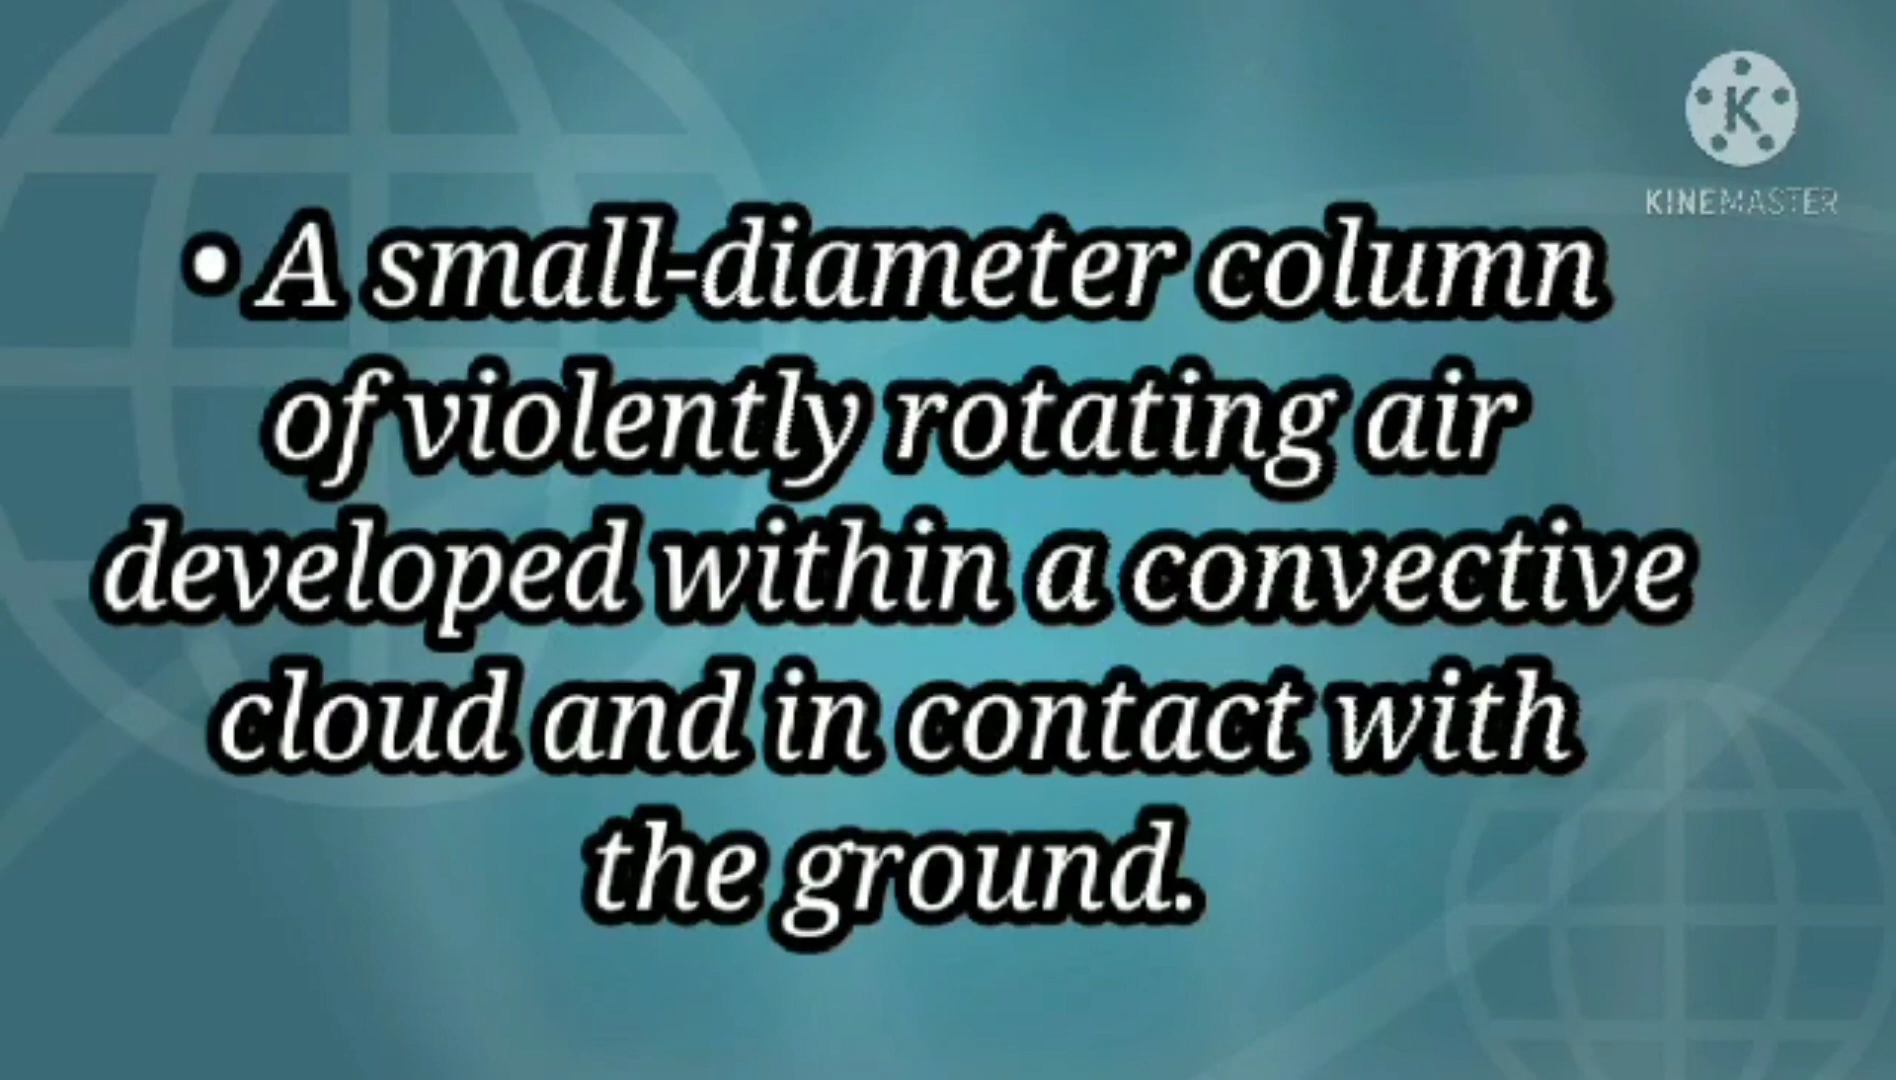 K
KINEMASTER
• A small-diameter column
of violently rotating air
developed within a convective
cloud and in contact with
the ground.